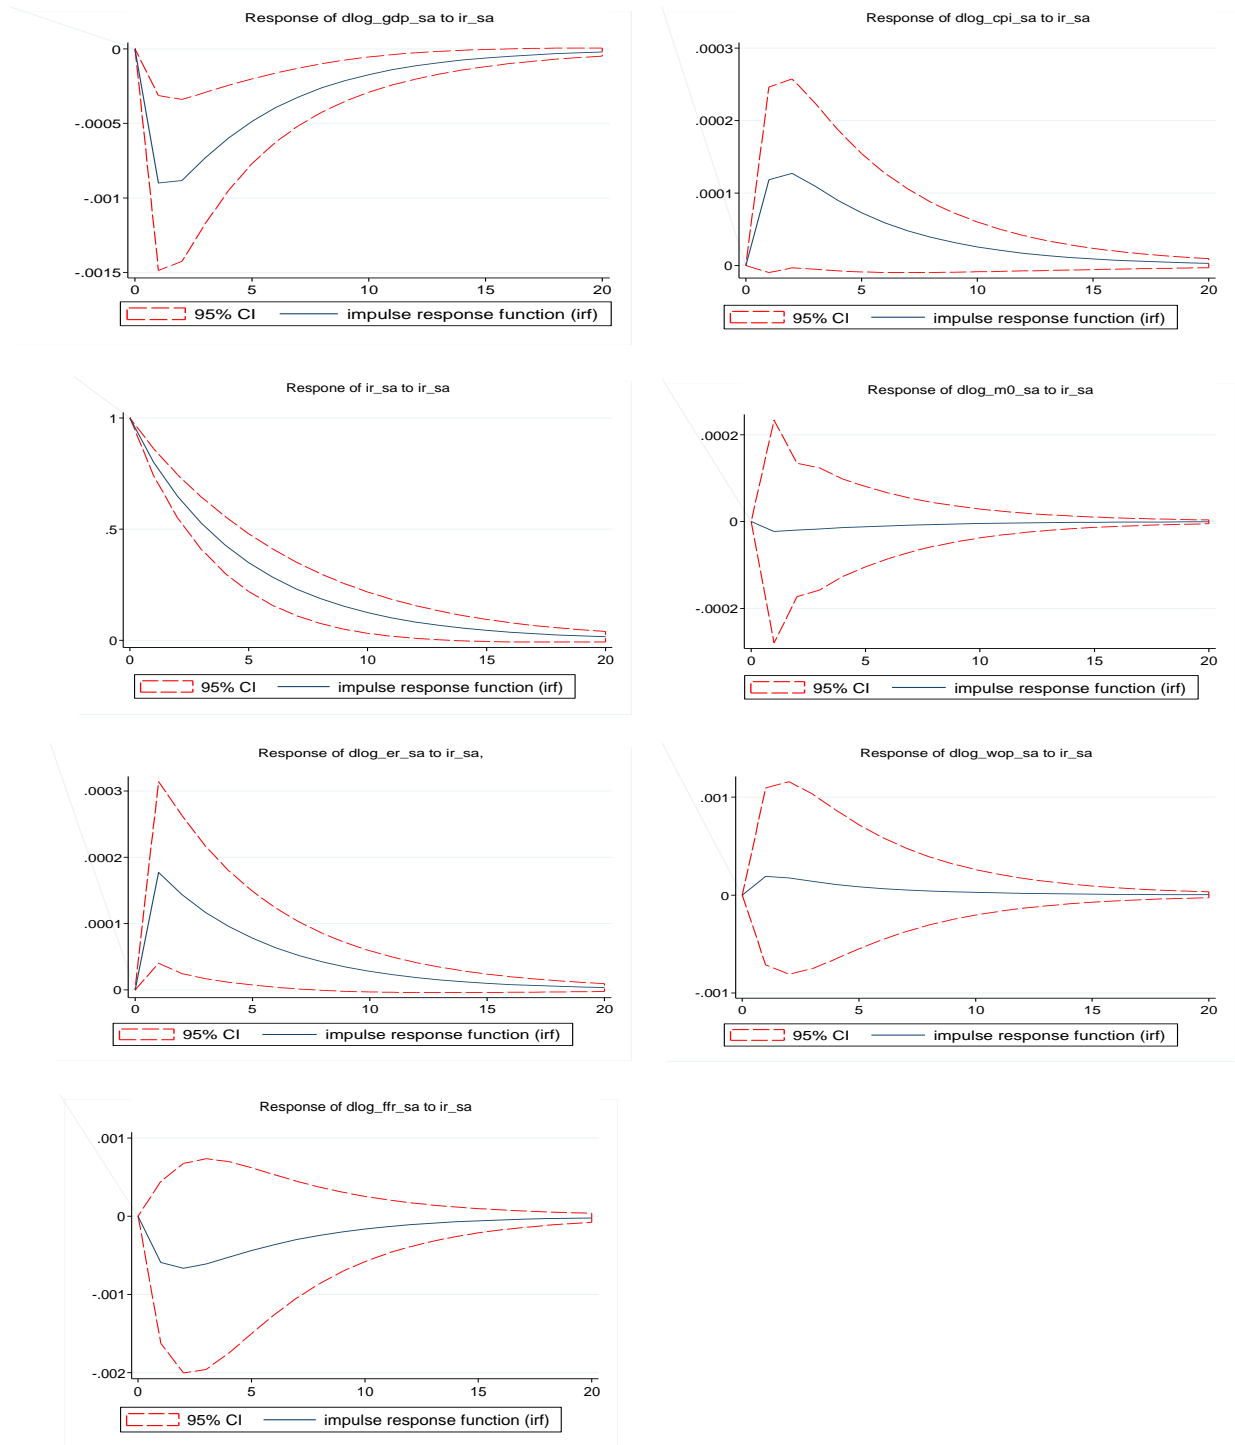 Response of dlog_gdp_sa to ir_sa
0
-.0005
-.001
-.0015
0 5 10 15 20
95% CI impulse response function (irf)
Response of dlog_cpi_sa to ir_sa
.0003
.0002
.0001
0
0 5 10 15 20
95% CI impulse response function (irf)
Respone of ir_sa to ir_sa
1
.5
0
0 5 10 15 20
95% CI impulse response function (irf)
Response of dlog_m0_sa to ir_sa
.0002
0
-.0002
0 5 10 15 20
95% CI impulse response function (irf)
Response of dlog_er_sa to ir_sa,
.0003
.0002
.0001
0
0 5 10 15 20
95% CI impulse response function (irf)
Response of dlog_wop_sa to ir_sa
.001
0
-.001
0 5 10 15 20
95% CI impulse response function (irf)
Response of dlog_ffr_sa to ir_sa
.001
0
-.001
-.002
0 5 10 15 20
95% CI impulse response function (irf)